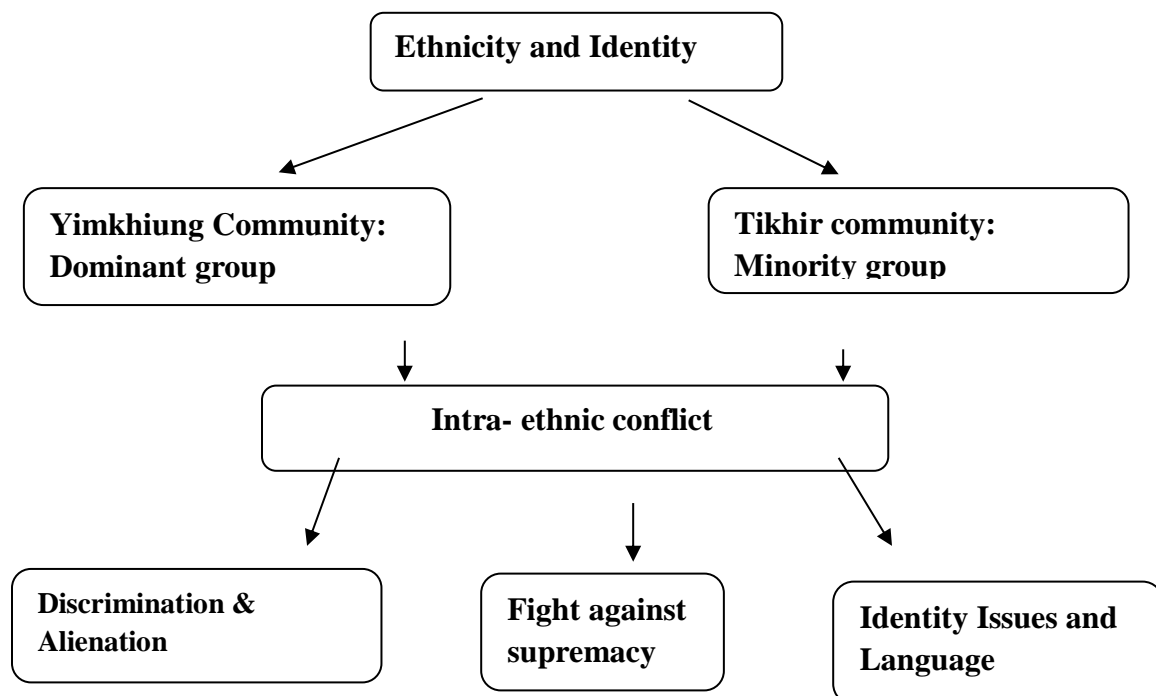 Ethnicity and Identity
Yimkhiung Community:
Dominant group
Tikhir community:
Minority group
Intra- ethnic conflict
Discrimination &
Alienation
Fight against
supremacy
Identity Issues and
Language